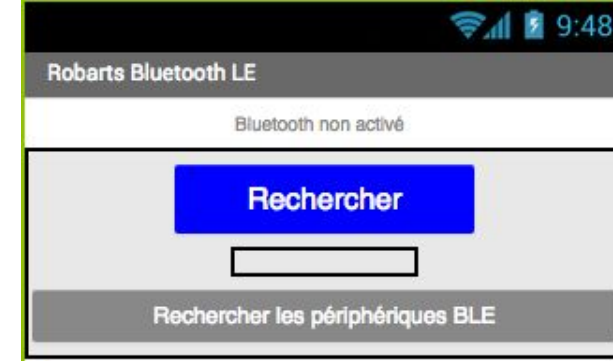 9:48
Robarts Bluetooth LE
Bluetooth non activé
Rechercher
Rechercher les périphériques BLE